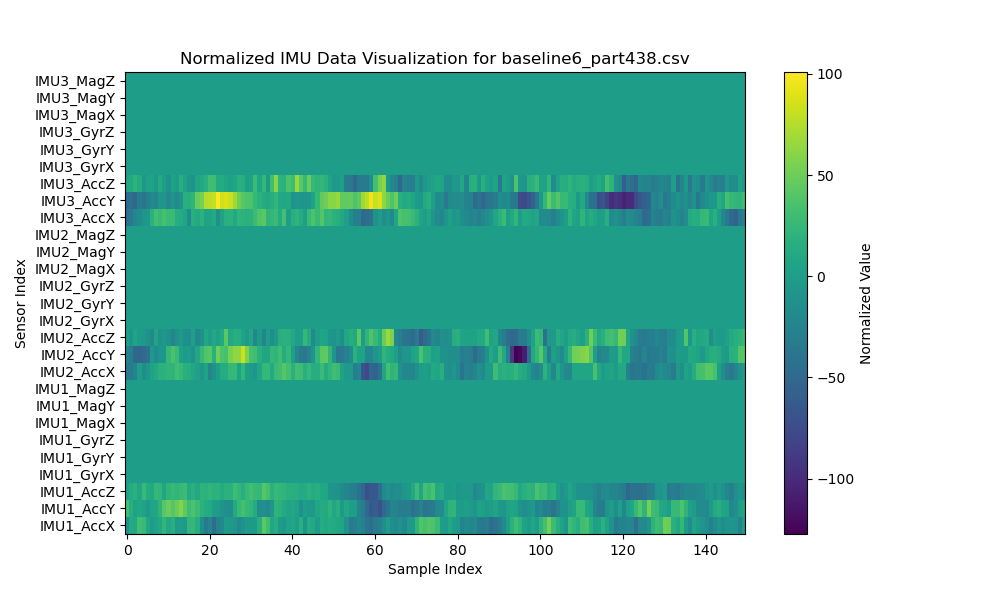 Normalized IMU Data Visualization for baseline6_part438.csv
IMU3_MagZ
IMU3_MagY
IMU3_MagX
IMU3_GyrZ
IMU3_GyrY
IMU3_GyrX
IMU3_AccZ
IMU3_AccY
IMU3_AccX
IMU2_MagZ
IMU2_MagY
IMU2_MagX
IMU2_GyrZ
IMU2_GyrY
IMU2_GyrX
IMU2_AccZ
IMU2_AccY
IMU2_AccX
IMU1_MagZ
IMU1_MagY
IMU1_MagX
IMU1_GyrZ
IMU1_GyrY
IMU1_GyrX
IMU1_AccZ
IMU1_AccY
IMU1_AccX
Sensor Index
0 20 40 60 80 100 120 140
Sample Index
100
50
0
−50
−100
Normalized Value